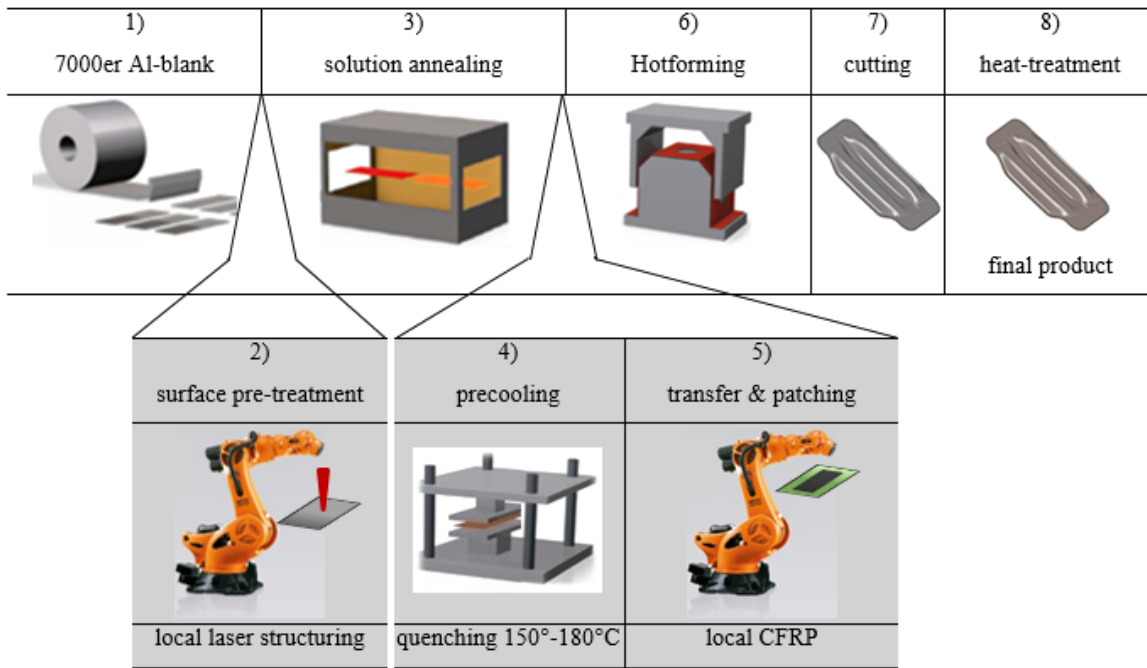 1)
7000er Al-blank
3)
solution annealing
6)
Hotforming
7)
cutting
8)
heat-treatment
final product
2)
surface pre-treatment
local laser structuring
4)
precooling
quenching 150°-180°C
5)
transfer & patching
local CFRP